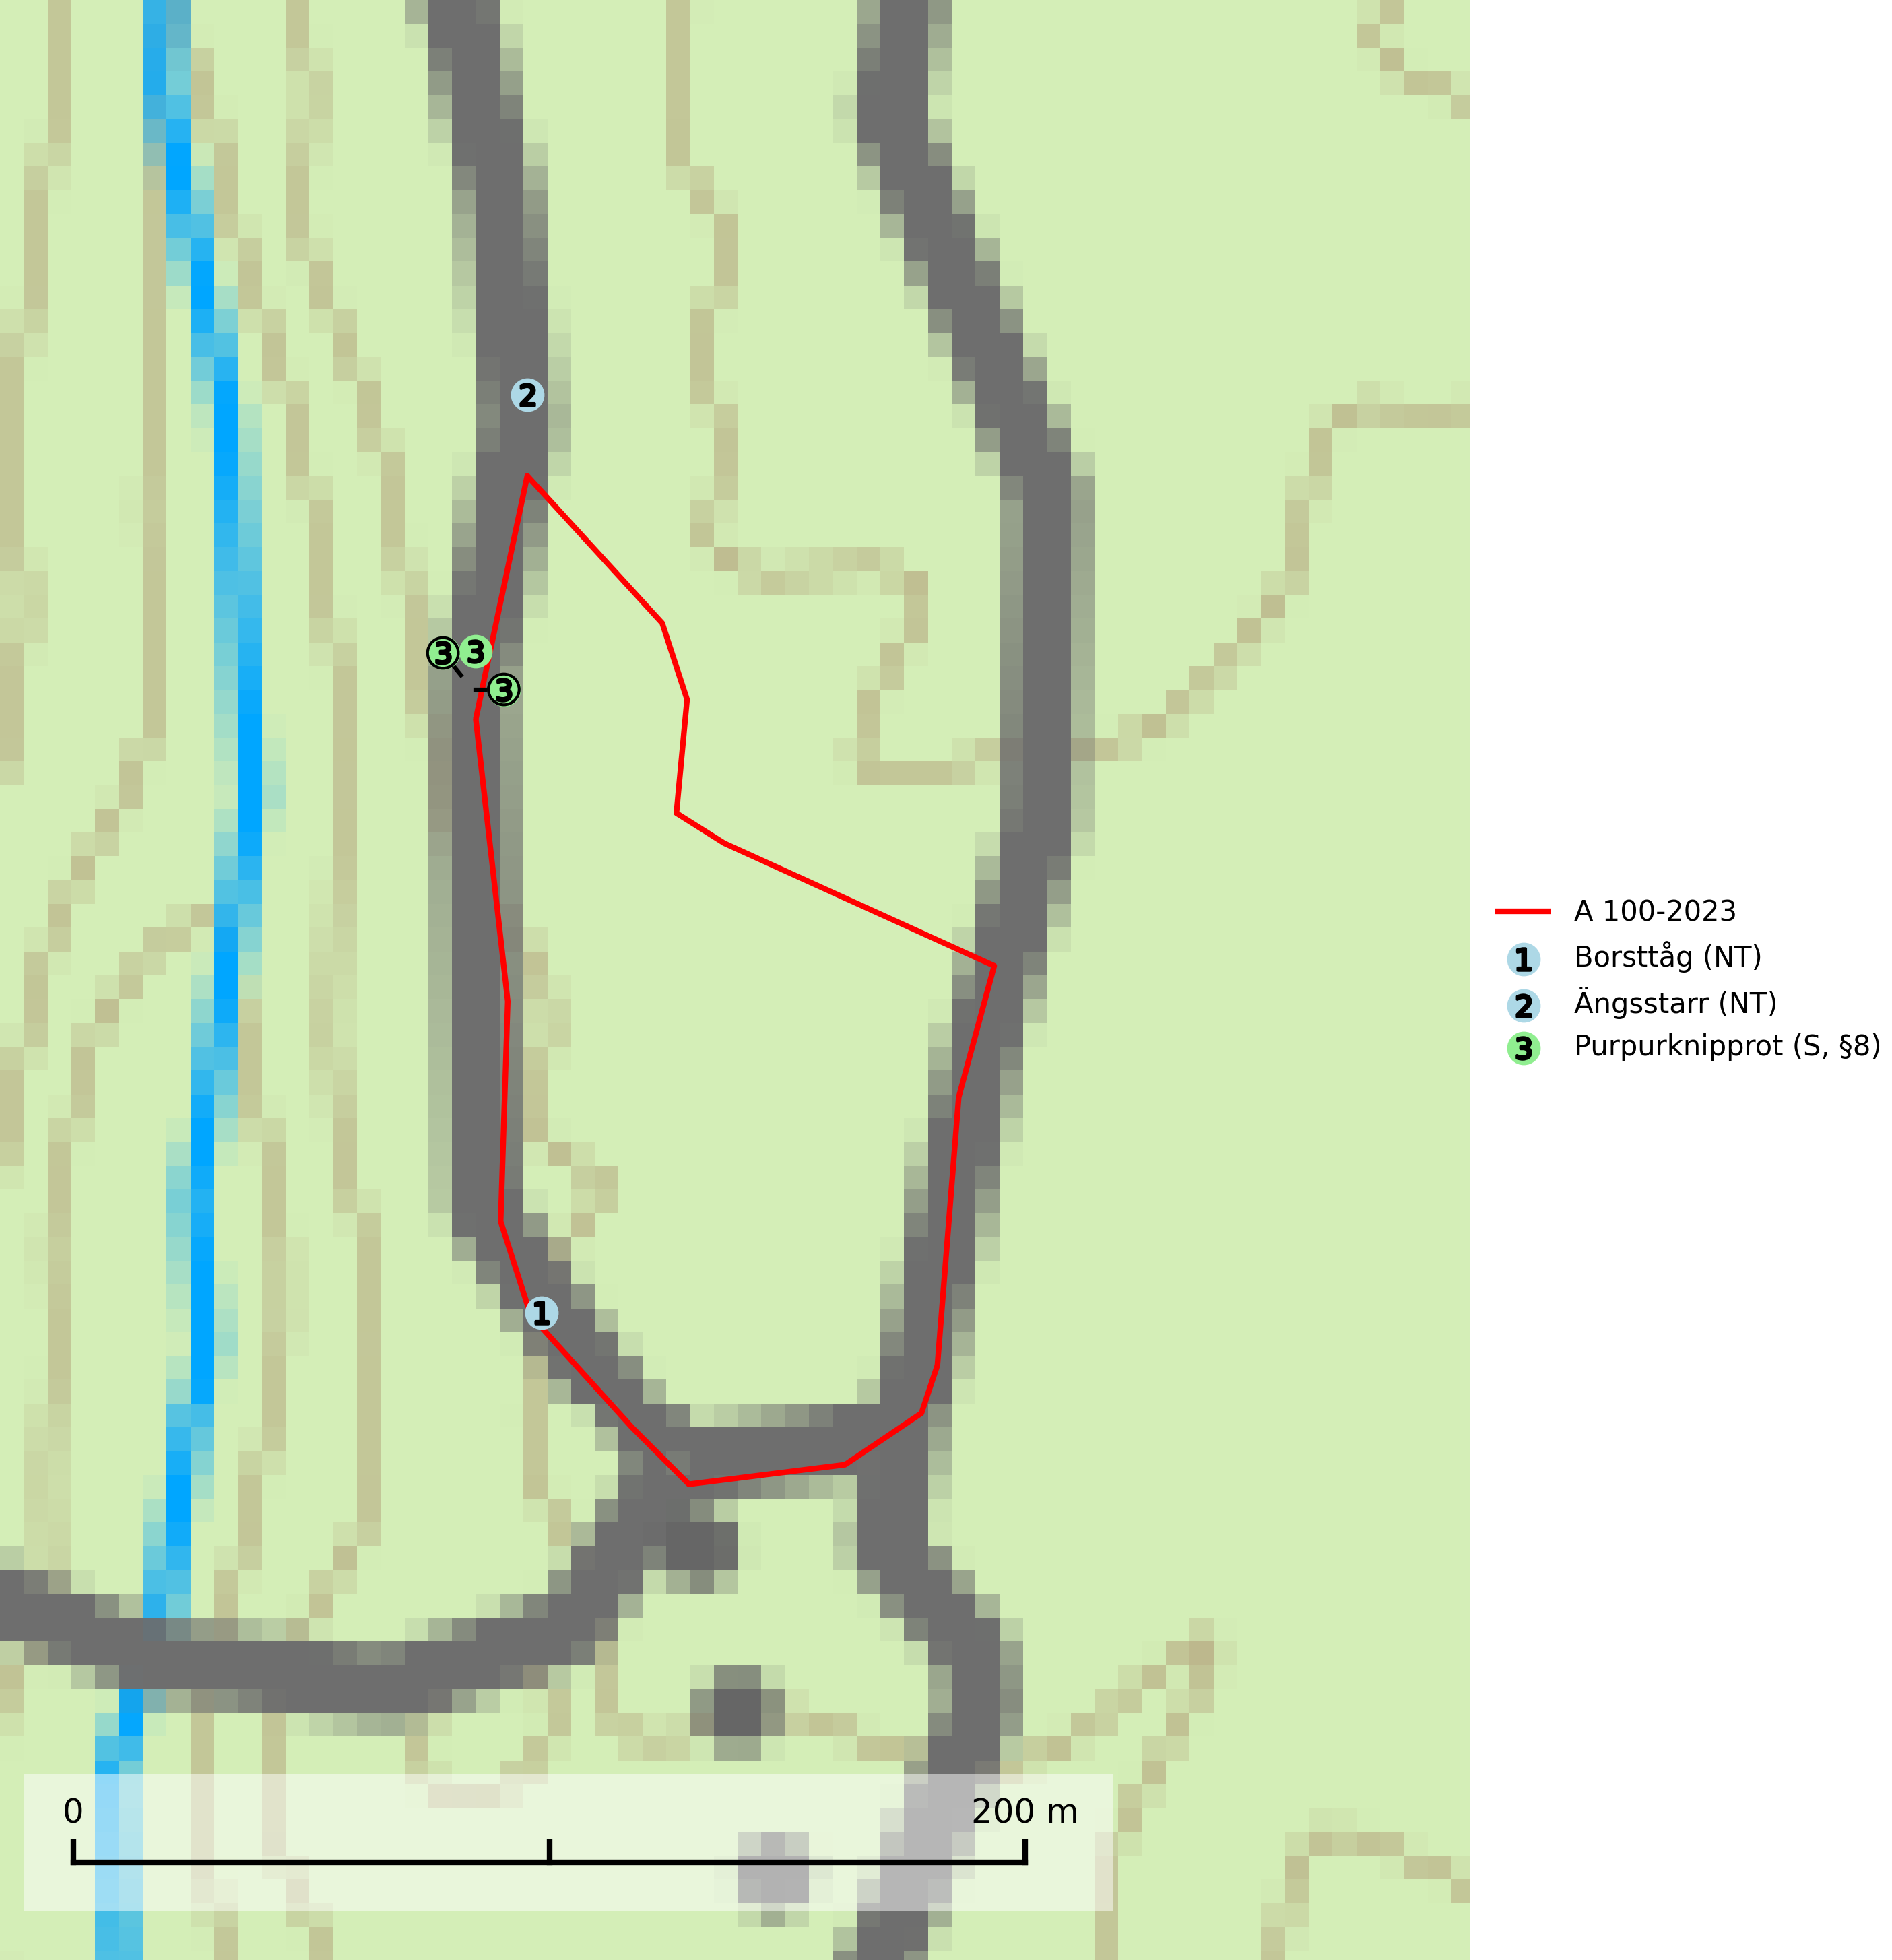 2
3 3
3
1
A 100-2023
1 Borsttåg (NT)
2 Ängsstarr (NT)
3 Purpurknipprot (S, §8)
0 200 m